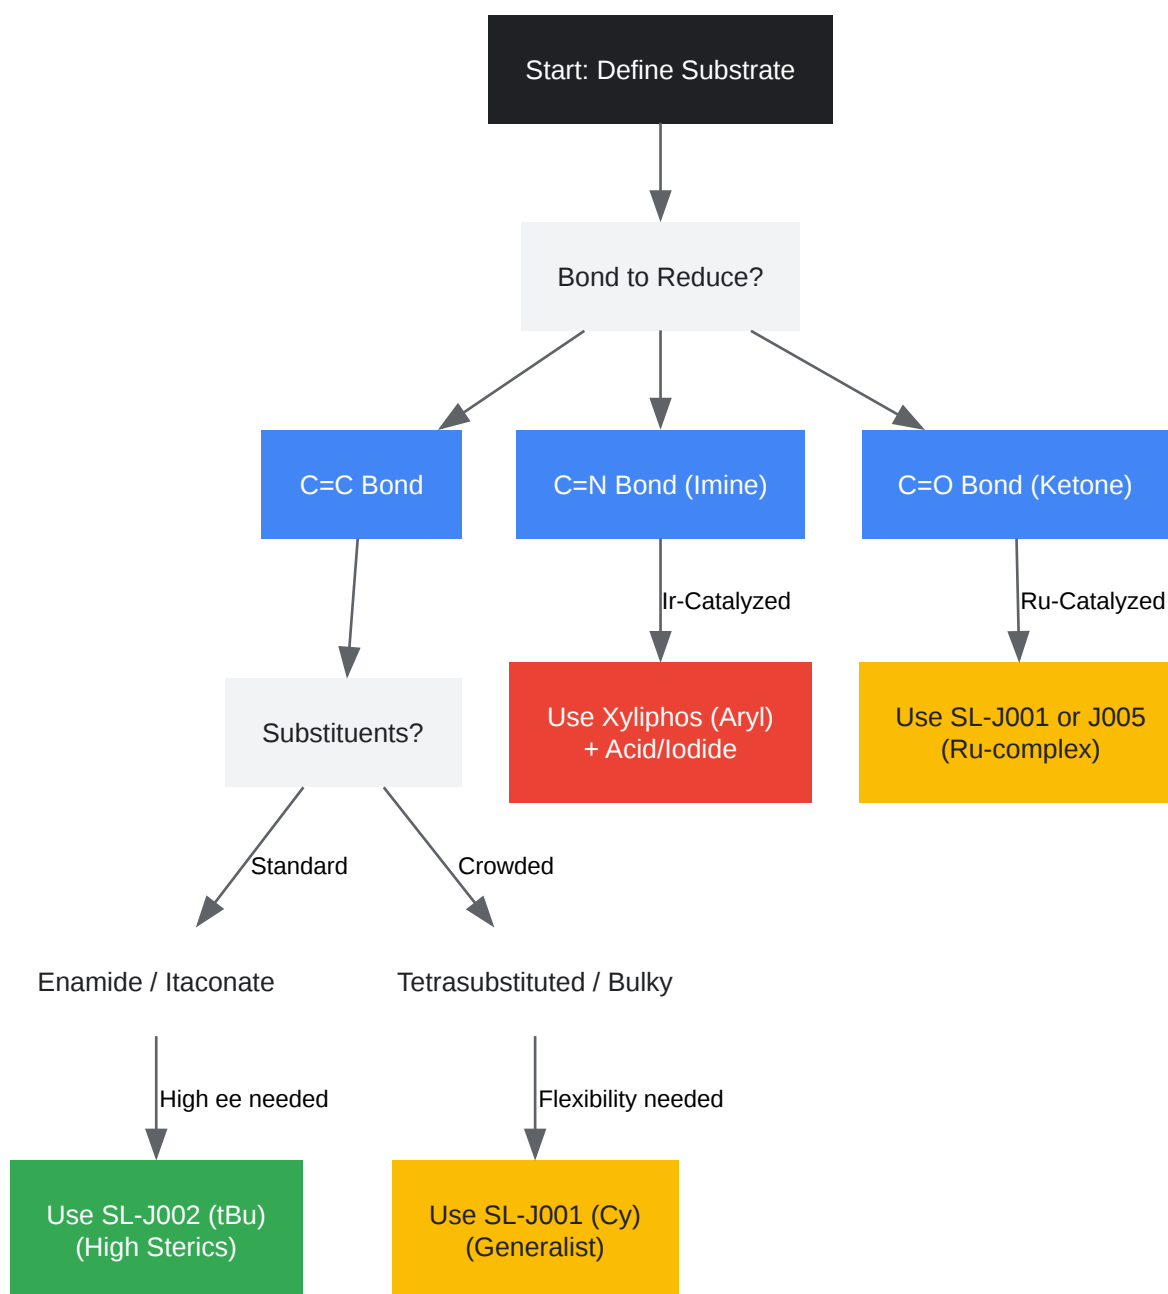 Start: Define Substrate
Bond to Reduce?
C=C Bond
C=N Bond (Imine)
C=O Bond (Ketone)
Ir-Catalyzed
Ru-Catalyzed
Use Xyliphos (Aryl)
+ Acid/Iodide
Use SL-J001 or J005
(Ru-complex)
Substituents?
Standard
Crowded
Enamide / Itaconate
Tetrasubstituted / Bulky
High ee needed
Flexibility needed
Use SL-J002 (tBu)
(High Sterics)
Use SL-J001 (Cy)
(Generalist)